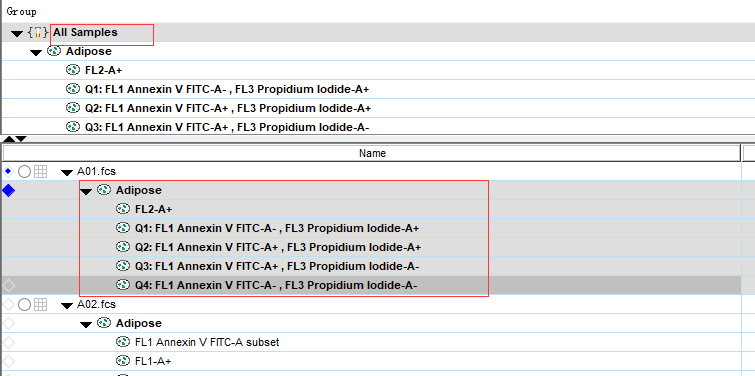 Group
All Samples
Adipose
FL2-A+
Q1: FL1 Annexin V FITC-A- , FL3 Propidium Iodide-A+
Q2: FL1 Annexin V FITC-A+ , FL3 Propidium Iodide-A+
Q3: FL1 Annexin V FITC-A+ , FL3 Propidium Iodide-A-
Name
A01.fcs
Adipose
FL2-A+
Q1: FL1 Annexin V FITC-A- , FL3 Propidium Iodide-A+
Q2: FL1 Annexin V FITC-A+ , FL3 Propidium Iodide-A+
Q3: FL1 Annexin V FITC-A+ , FL3 Propidium Iodide-A-
Q4: FL1 Annexin V FITC-A- , FL3 Propidium Iodide-A-
A02.fcs
Adipose
FL1 Annexin V FITC-A subset
FL1-A+